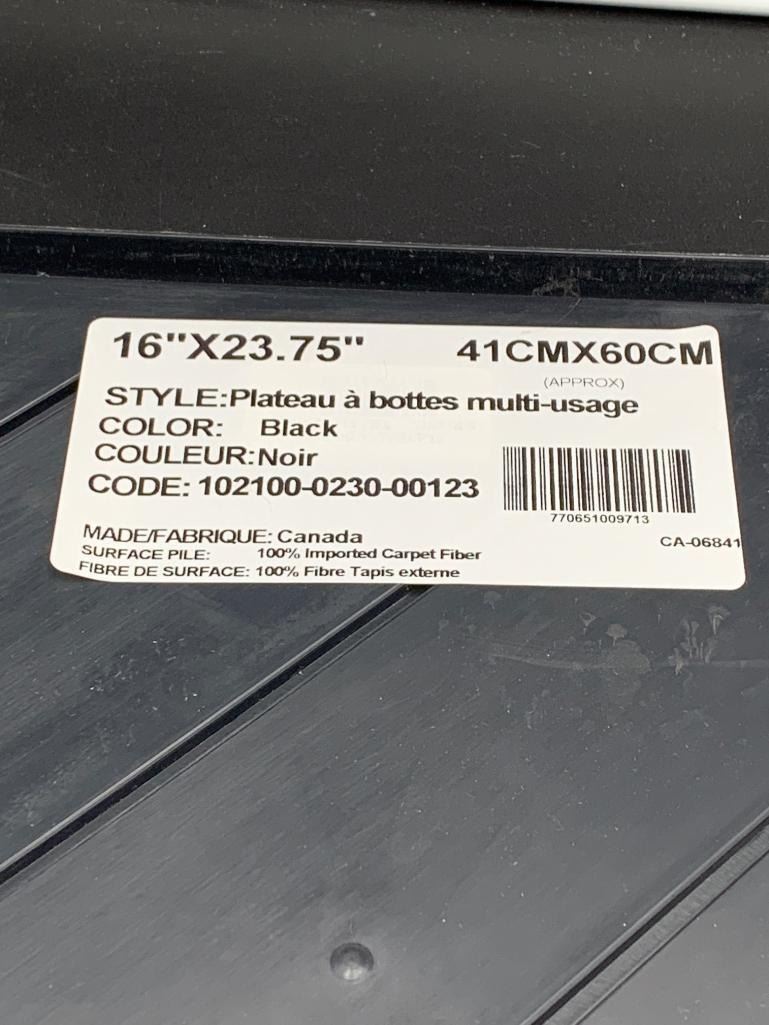 16"X23.75" 41CMX60CM
(APPROX)
STYLE:Plateau à bottes multi-usage
COLOR: Black
COULEUR:Noir
CODE: 102100-0230-00123
770651009713
MADE/FABRIQUE: Canada
CA-06841
SURFACE PILE: 100% Imported Carpet Fiber
FIBRE DE SURFACE: 100% Fibre Tapis externe